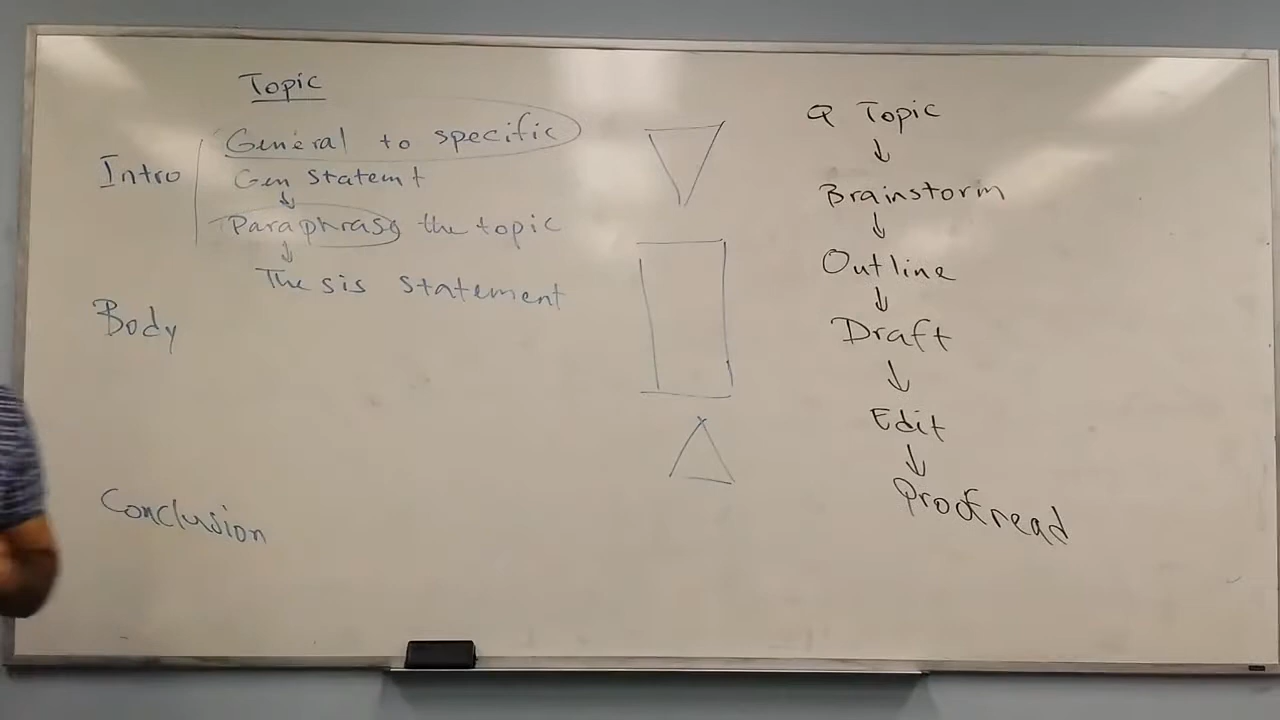 Topic
General to specific
Intro
Gen statemt
↓
Paraphrase the topic
↓
Thesis statement
Body
Conclusion
Q Topic
↓
Brainstorm
↓
Outline
↓
Draft
↓
Edit
↓
Proofread